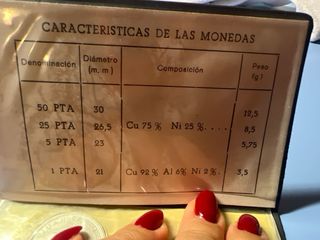 CARACTERISTICAS DE LAS MONEDAS
Denominación Diámetro (m, m) Composición Peso (g)
50 PTA 30 12,5
25 PTA 26,5 Cu 75 % Ni 25 %. . . . 8,5
5 PTA 23 5,75
1 PTA 21 Cu 92 % Al 6% Ni 2 %. 3,5